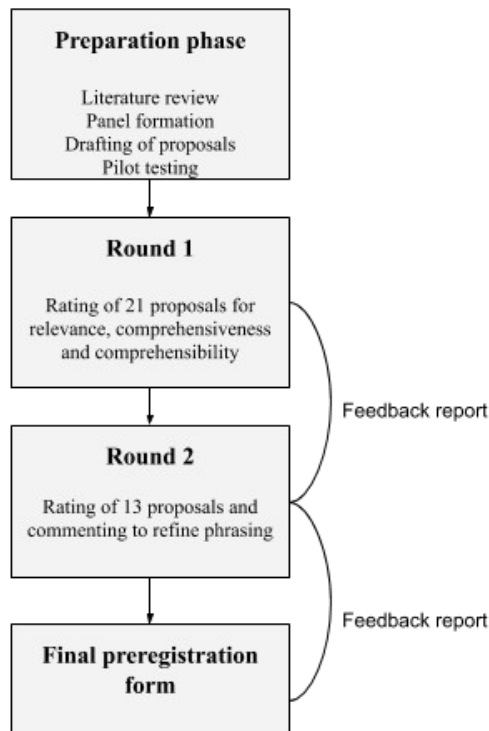 Preparation phase
Literature review
Panel formation
Drafting of proposals
Pilot testing
Round 1
Rating of 21 proposals for
relevance, comprehensiveness
and comprehensibility
Feedback report
Round 2
Rating of 13 proposals and
commenting to refine phrasing
Feedback report
Final preregistration
form